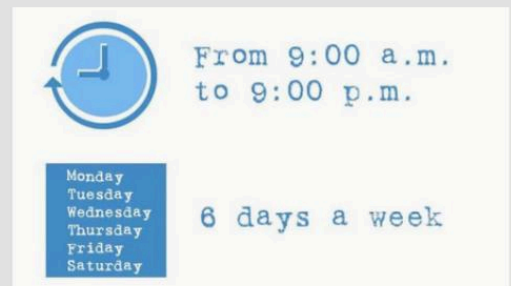 From 9:00 a.m.
to 9:00 p.m.
Monday
Tuesday
Wednesday
Thursday
Friday
Saturday
6 days a week